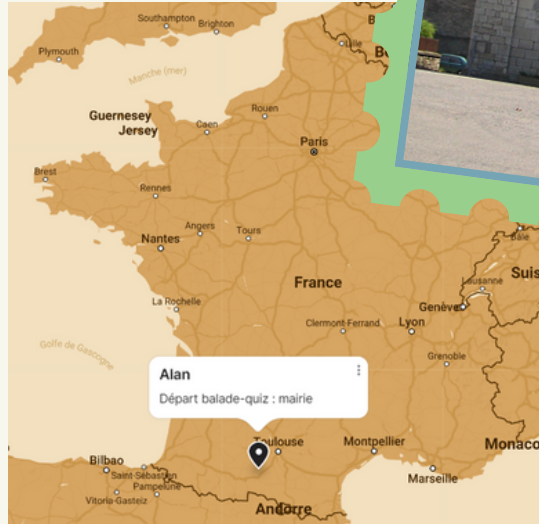 Southampton
Brighton
Plymouth
Lille
Manche (mer)
Guernesey
Jersey
Caen
Rouen
Paris
Brest
Rennes
Angers
Tours
Nantes
Bâle
France
Lausanne
Genève
La Rochelle
Clermont-Ferrand
Lyon
Grenoble
Golfe de Gascogne
Alan
Départ balade-quiz : mairie
Toulouse
Montpellier
Monaco
Marseille
Bilbao
Saint-Sébastien
Pampelune
Vitoria-Gasteiz
Andorre